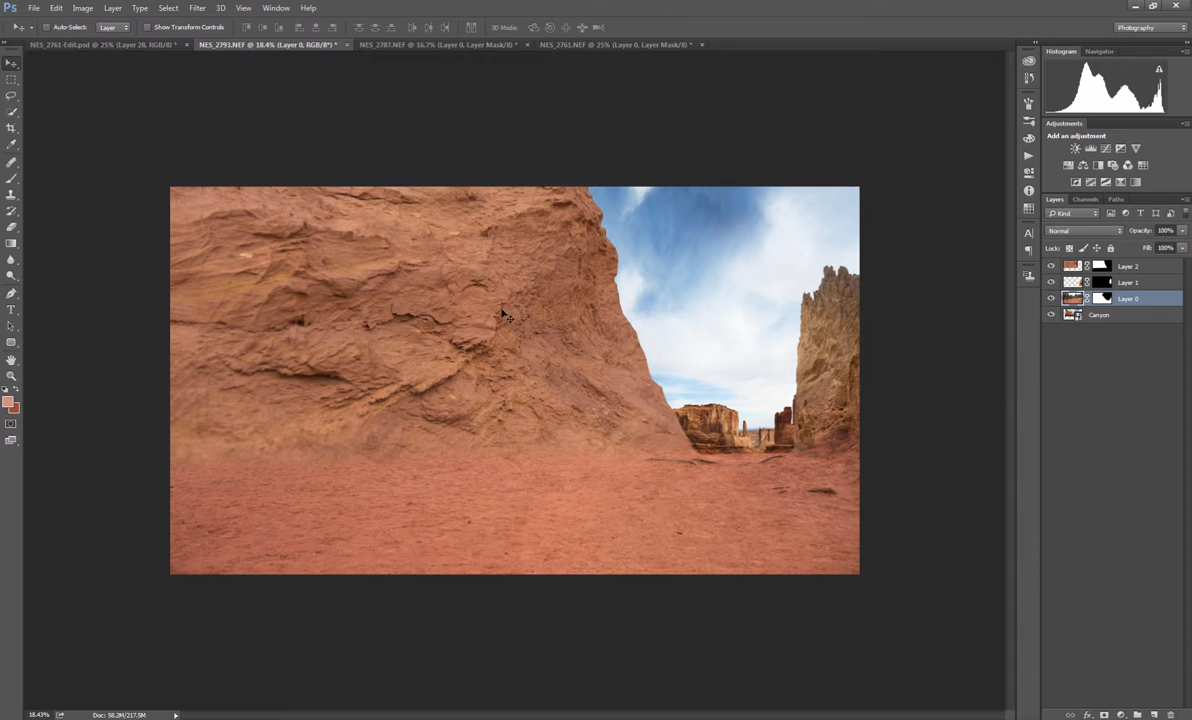 Ps File Edit Image Layer Type Select Filter 3D View Window Help
Auto-Select: Layer Show Transform Controls 3D Mode: Photography
NES_2761-Edit.psd @ 25% (Layer 28, RGB/8) * × NES_2793.NEF @ 18.4% (Layer 0, RGB/8*) * × NES_2787.NEF @ 16.7% (Layer 0, Layer Mask/8) * × NES_2761.NEF @ 25% (Layer 0, Layer Mask/8) * ×
Histogram Navigator
Adjustments
Add an adjustment
Layers Channels Paths
Kind
Normal Opacity: 100%
Lock: Fill: 100%
Layer 2
Layer 1
Layer 0
Canyon
18.43% Doc: 58.2M/217.5M